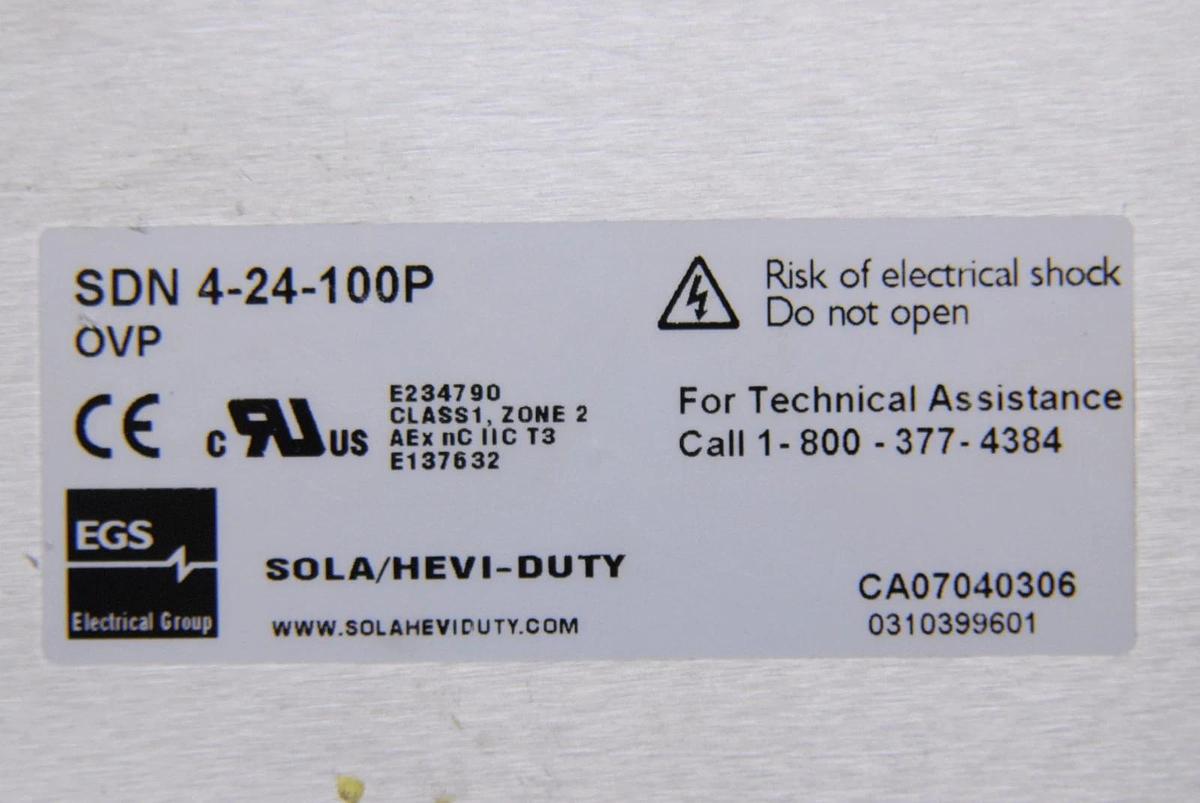 SDN 4-24-100P
OVP
Risk of electrical shock
Do not open
CE
c RU US
E234790
CLASS1, ZONE 2
AEx nC IIC T3
E137632
For Technical Assistance
Call 1-800-377-4384
EGS
Electrical Group
SOLA/HEVI-DUTY
WWW.SOLAHEVIDUTY.COM
CA07040306
0310399601